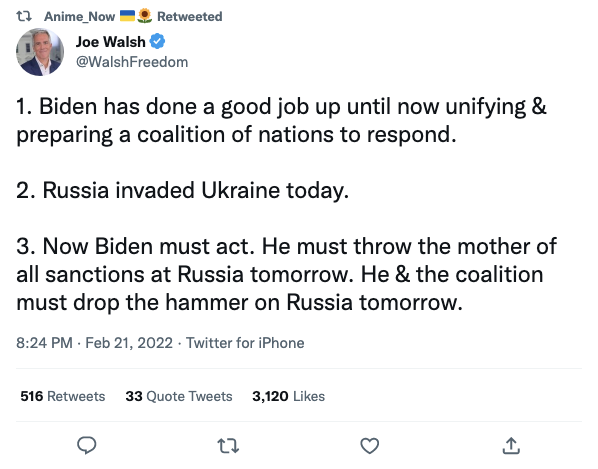 Anime_Now 🇺🇦🌻 Retweeted
Joe Walsh
@WalshFreedom
1. Biden has done a good job up until now unifying &
preparing a coalition of nations to respond.
2. Russia invaded Ukraine today.
3. Now Biden must act. He must throw the mother of
all sanctions at Russia tomorrow. He & the coalition
must drop the hammer on Russia tomorrow.
8:24 PM · Feb 21, 2022 · Twitter for iPhone
516 Retweets 33 Quote Tweets 3,120 Likes